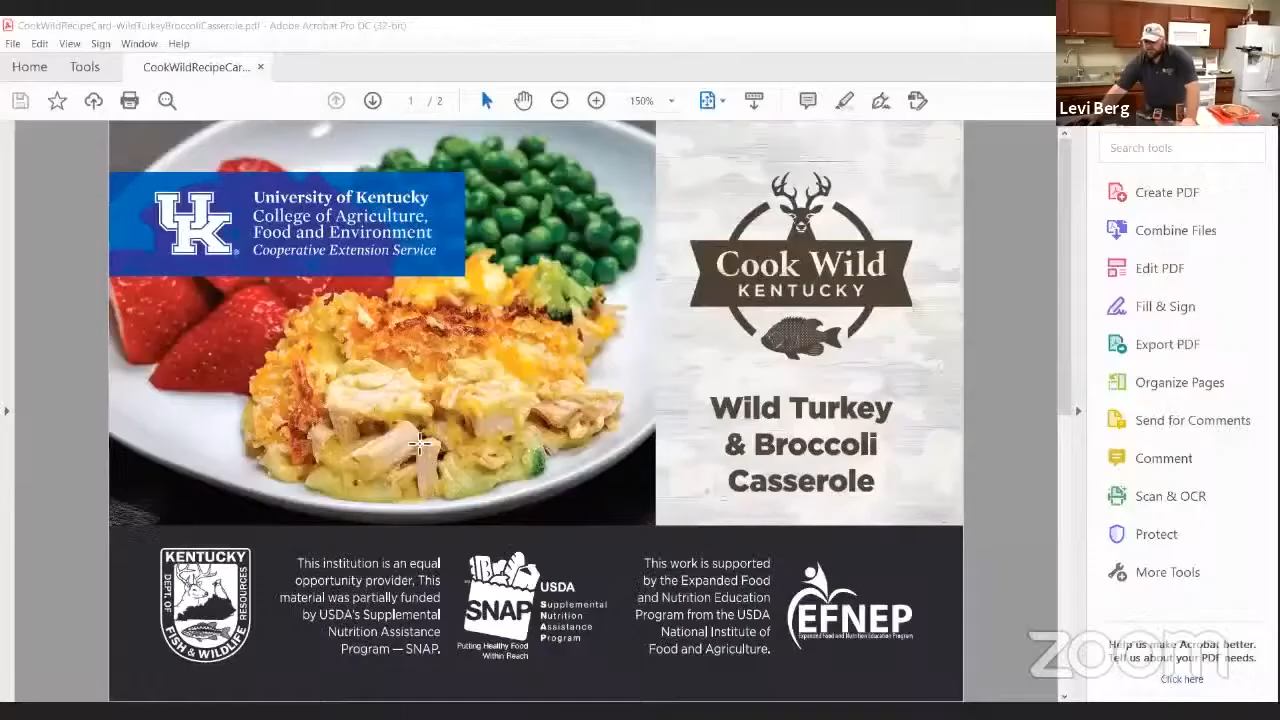 CookWildRecipeCard-WildTurkeyBroccoliCasserole.pdf - Adobe Acrobat Pro DC (32-bit)
File Edit View Sign Window Help
Home Tools CookWildRecipeCar... ×
1 / 2 150%
Levi Berg
Search tools
Create PDF
Combine Files
Edit PDF
Fill & Sign
Export PDF
Organize Pages
Send for Comments
Comment
Scan & OCR
Protect
More Tools
Help us make Acrobat better.
Tell us about your PDF needs.
Click here
zoom
UK
University of Kentucky
College of Agriculture,
Food and Environment
Cooperative Extension Service
Cook Wild
KENTUCKY
Wild Turkey
& Broccoli
Casserole
KENTUCKY
DEPT. OF
FISH & WILDLIFE
RESOURCES
This institution is an equal
opportunity provider. This
material was partially funded
by USDA's Supplemental
Nutrition Assistance
Program — SNAP.
SNAP
Putting Healthy Food
Within Reach
USDA
Supplemental
Nutrition
Assistance
Program
This work is supported
by the Expanded Food
and Nutrition Education
Program from the USDA
National Institute of
Food and Agriculture.
EFNEP
Expanded Food and Nutrition Education Program